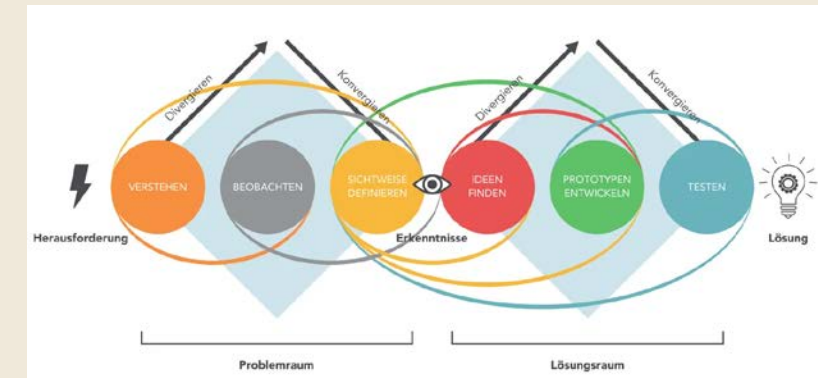 Divergieren
Konvergieren
Divergieren
Konvergieren
VERSTEHEN
BEOBACHTEN
SICHTWEISE
DEFINIEREN
IDEEN
FINDEN
PROTOTYPEN
ENTWICKELN
TESTEN
Herausforderung
Erkenntnisse
Lösung
Problemraum
Lösungsraum